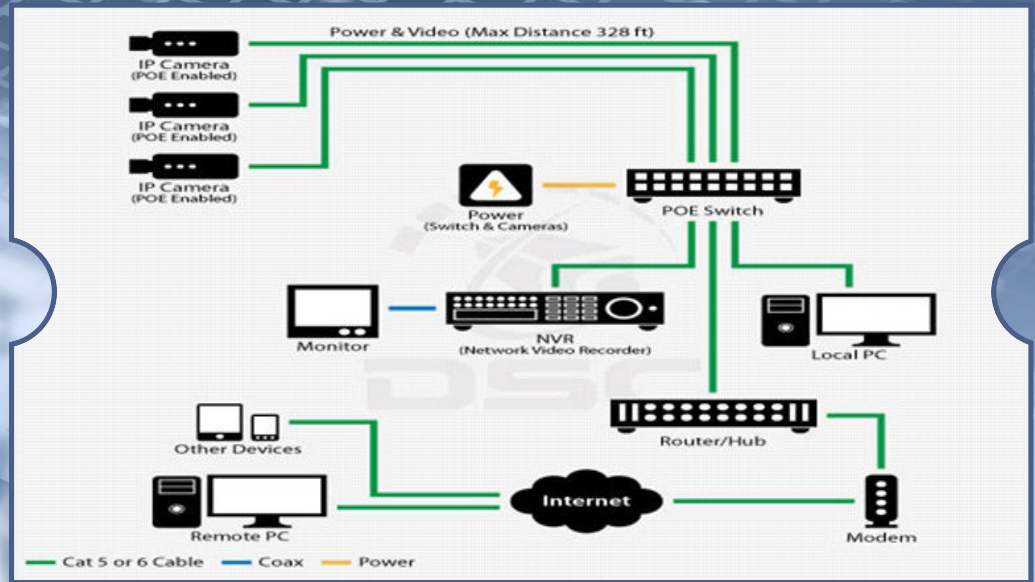 Power & Video (Max Distance 328 ft)
IP Camera
(POE Enabled)
IP Camera
(POE Enabled)
IP Camera
(POE Enabled)
Power
(Switch & Cameras)
POE Switch
Monitor
NVR
(Network Video Recorder)
Local PC
DSC
Other Devices
Router/Hub
Internet
Remote PC
Modem
Cat 5 or 6 Cable
Coax
Power